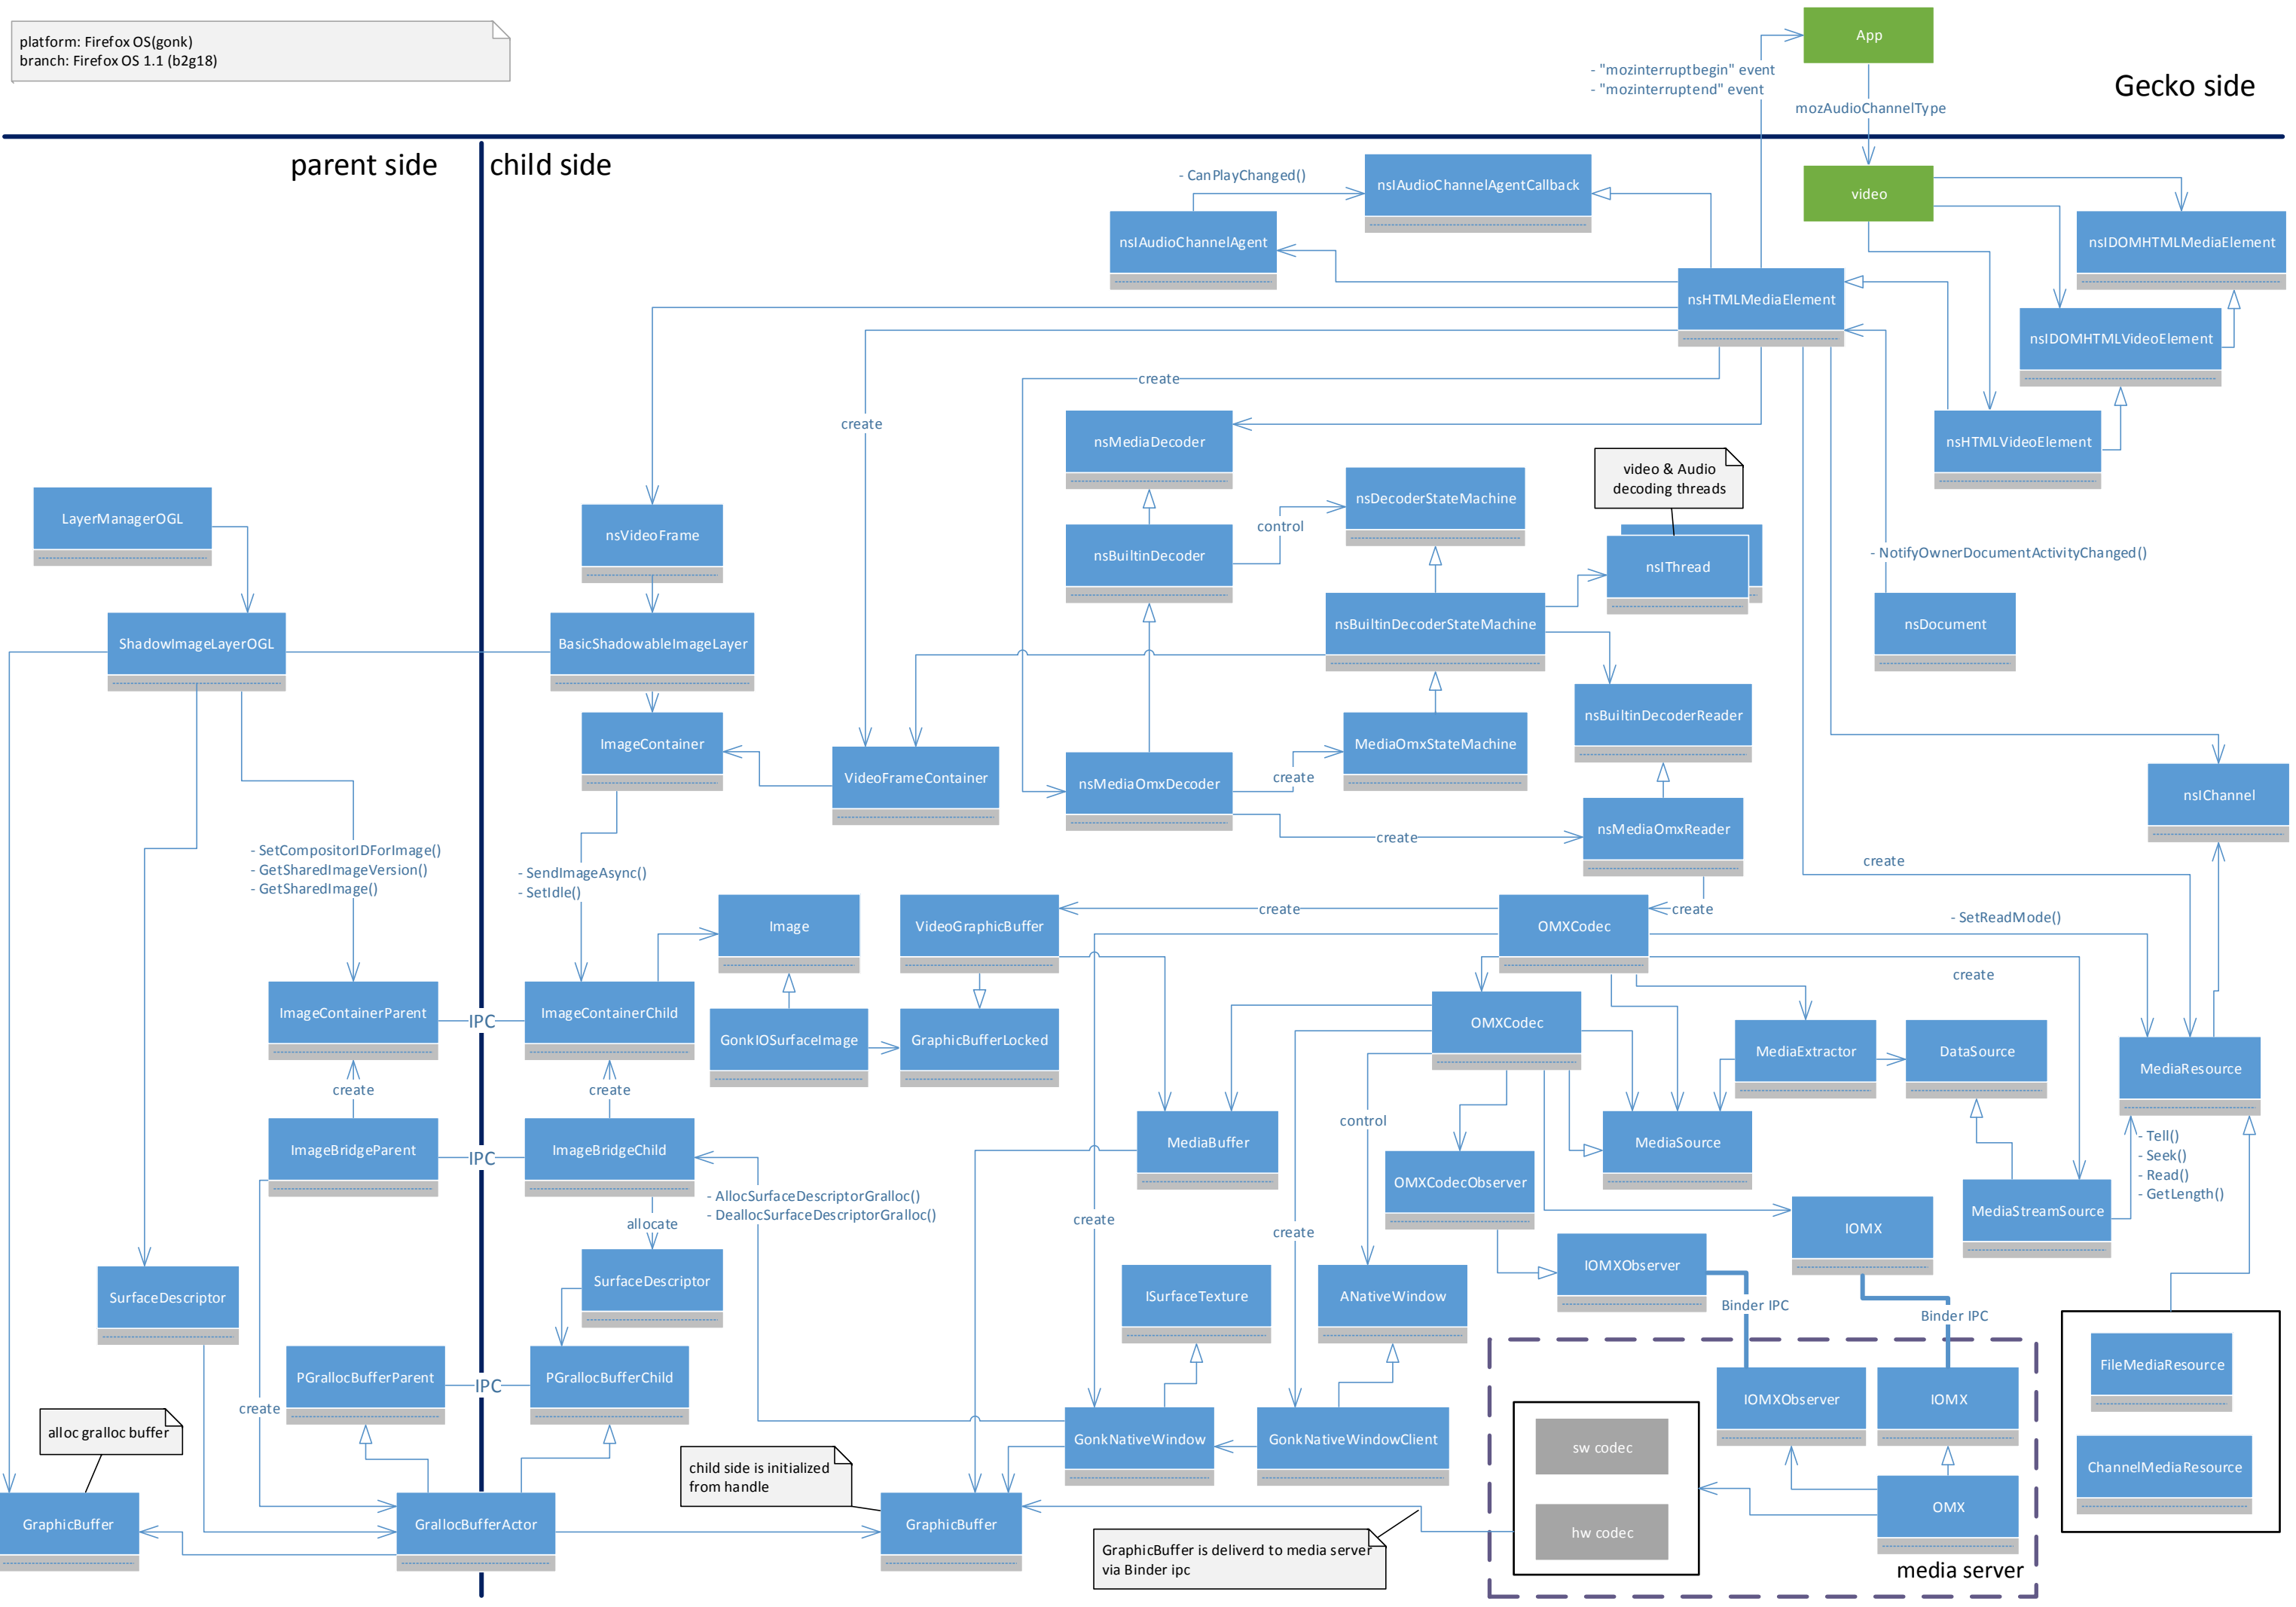 platform: Firefox OS(gonk)
branch: Firefox OS 1.1 (b2g18)
App
- "mozinterruptbegin" event
- "mozinterruptend" event
Gecko side
mozAudioChannelType
parent side
child side
- CanPlayChanged()
nsIAudioChannelAgentCallback
video
nsIAudioChannelAgent
nsIDOMHTMLMediaElement
nsHTMLMediaElement
nsIDOMHTMLVideoElement
create
create
nsMediaDecoder
nsHTMLVideoElement
video & Audio
decoding threads
LayerManagerOGL
nsVideoFrame
nsDecoderStateMachine
control
nsBuiltinDecoder
nsIThread
- NotifyOwnerDocumentActivityChanged()
ShadowImageLayerOGL
BasicShadowableImageLayer
nsBuiltinDecoderStateMachine
nsDocument
nsBuiltinDecoderReader
ImageContainer
MediaOmxStateMachine
VideoFrameContainer
nsMediaOmxDecoder
create
nsIChannel
nsMediaOmxReader
create
- SetCompositorIDForImage()
- GetSharedImageVersion()
- GetSharedImage()
- SendImageAsync()
- SetIdle()
create
create
create
Image
VideoGraphicBuffer
OMXCodec
- SetReadMode()
create
ImageContainerParent
IPC
ImageContainerChild
GonkIOSurfaceImage
GraphicBufferLocked
OMXCodec
MediaExtractor
DataSource
MediaResource
create
create
control
ImageBridgeParent
IPC
ImageBridgeChild
MediaBuffer
MediaSource
- Tell()
- Seek()
- Read()
- GetLength()
OMXCodecObserver
- AllocSurfaceDescriptorGralloc()
- DeallocSurfaceDescriptorGralloc()
allocate
create
create
MediaStreamSource
IOMX
IOMXObserver
SurfaceDescriptor
SurfaceDescriptor
ISurfaceTexture
ANativeWindow
Binder IPC
Binder IPC
FileMediaResource
PGrallocBufferParent
IPC
PGrallocBufferChild
IOMXObserver
IOMX
create
alloc gralloc buffer
GonkNativeWindow
GonkNativeWindowClient
sw codec
ChannelMediaResource
child side is initialized
from handle
OMX
GraphicBuffer
GrallocBufferActor
GraphicBuffer
hw codec
GraphicBuffer is deliverd to media server
via Binder ipc
media server